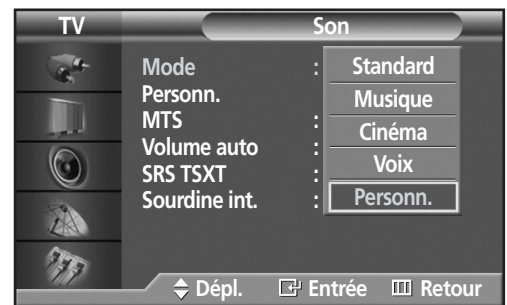 TV Son
Mode : Standard
Personn. Musique
MTS : Cinéma
Volume auto :
SRS TSXT : Voix
Sourdine int. : Personn.
Dépl. Entrée Retour